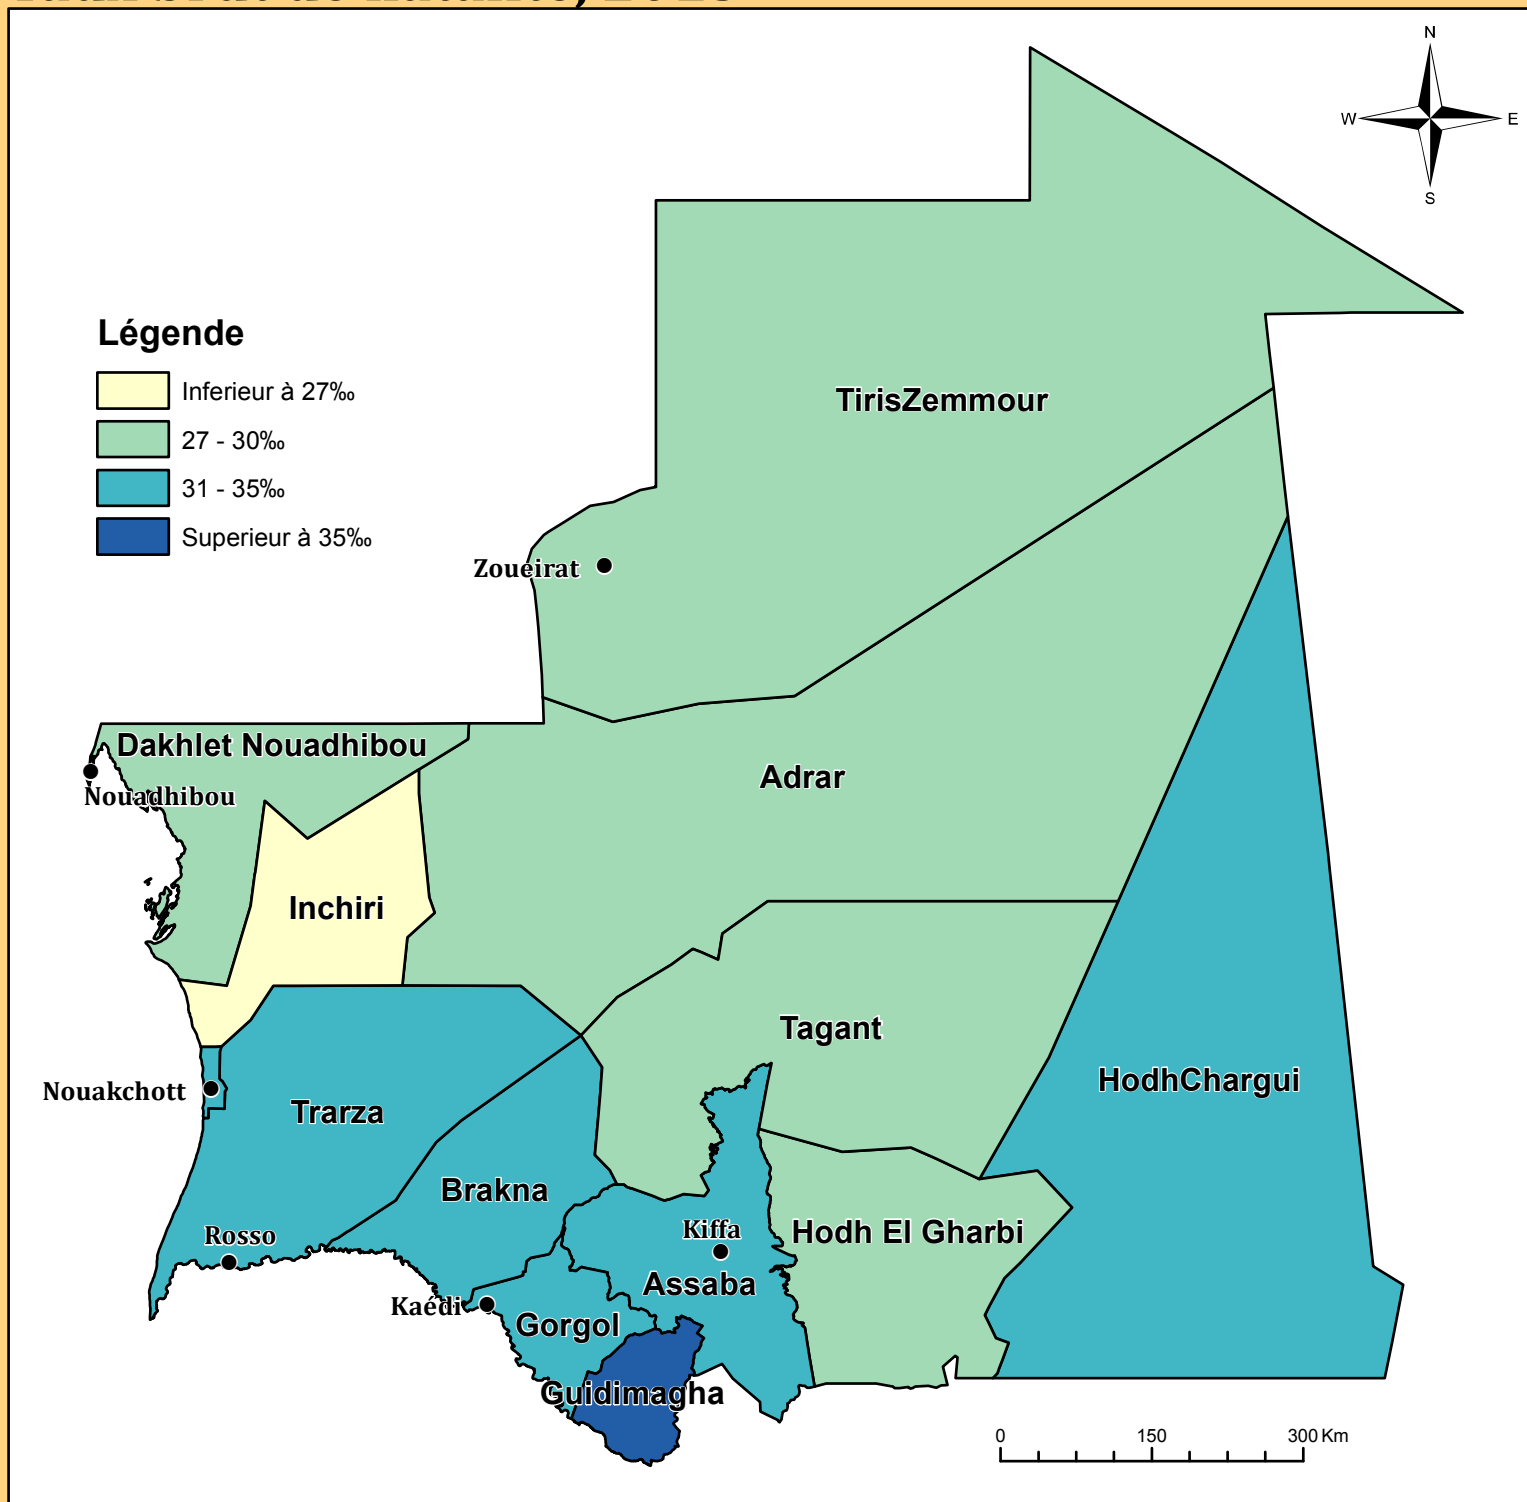 N
W
E
S
Légende
Inferieur à 27‰
27 - 30‰
31 - 35‰
Superieur à 35‰
TirisZemmour
Zoueirat
Dakhlet Nouadhibou
Nouadhibou
Adrar
Inchiri
Tagant
HodhChargui
Nouakchott
Trarza
Brakna
Rosso
Kiffa
Hodh El Gharbi
Assaba
Kaédi
Gorgol
Guidimagha
0
150
300 Km